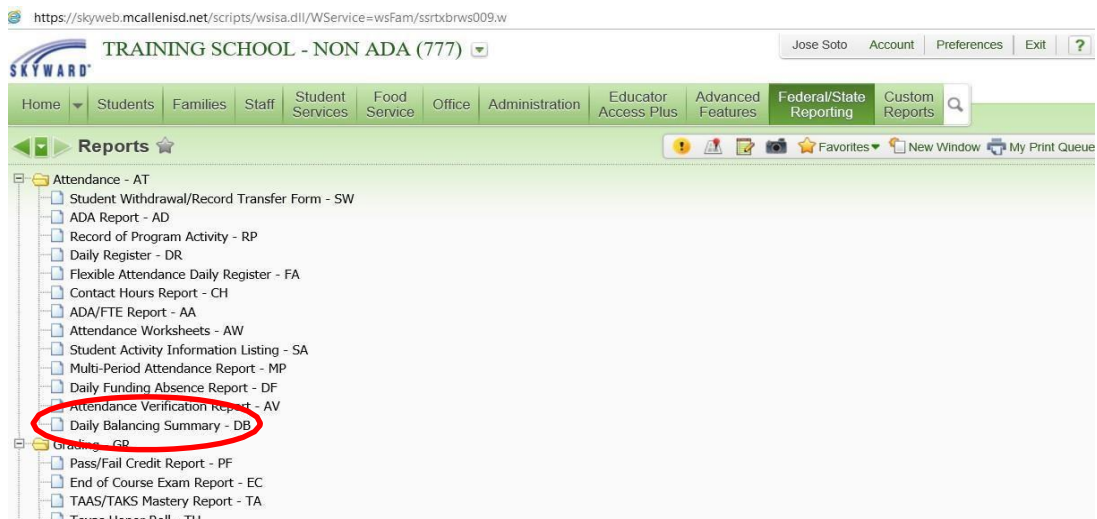 https://skyweb.mcallenisd.net/scripts/wsisa.dll/WService=wsFam/ssrtxbrws009.w
SKYWARD
TRAINING SCHOOL - NON ADA (777)
Jose Soto Account Preferences Exit ?
Home Students Families Staff Student Services Food Service Office Administration Educator Access Plus Advanced Features Federal/State Reporting Custom Reports
Reports Favorites New Window My Print Queue
Attendance - AT
Student Withdrawal/Record Transfer Form - SW
ADA Report - AD
Record of Program Activity - RP
Daily Register - DR
Flexible Attendance Daily Register - FA
Contact Hours Report - CH
ADA/FTE Report - AA
Attendance Worksheets - AW
Student Activity Information Listing - SA
Multi-Period Attendance Report - MP
Daily Funding Absence Report - DF
Attendance Verification Report - AV
Daily Balancing Summary - DB
Grading - GR
Pass/Fail Credit Report - PF
End of Course Exam Report - EC
TAAS/TAKS Mastery Report - TA
Texas Honor Roll - TH